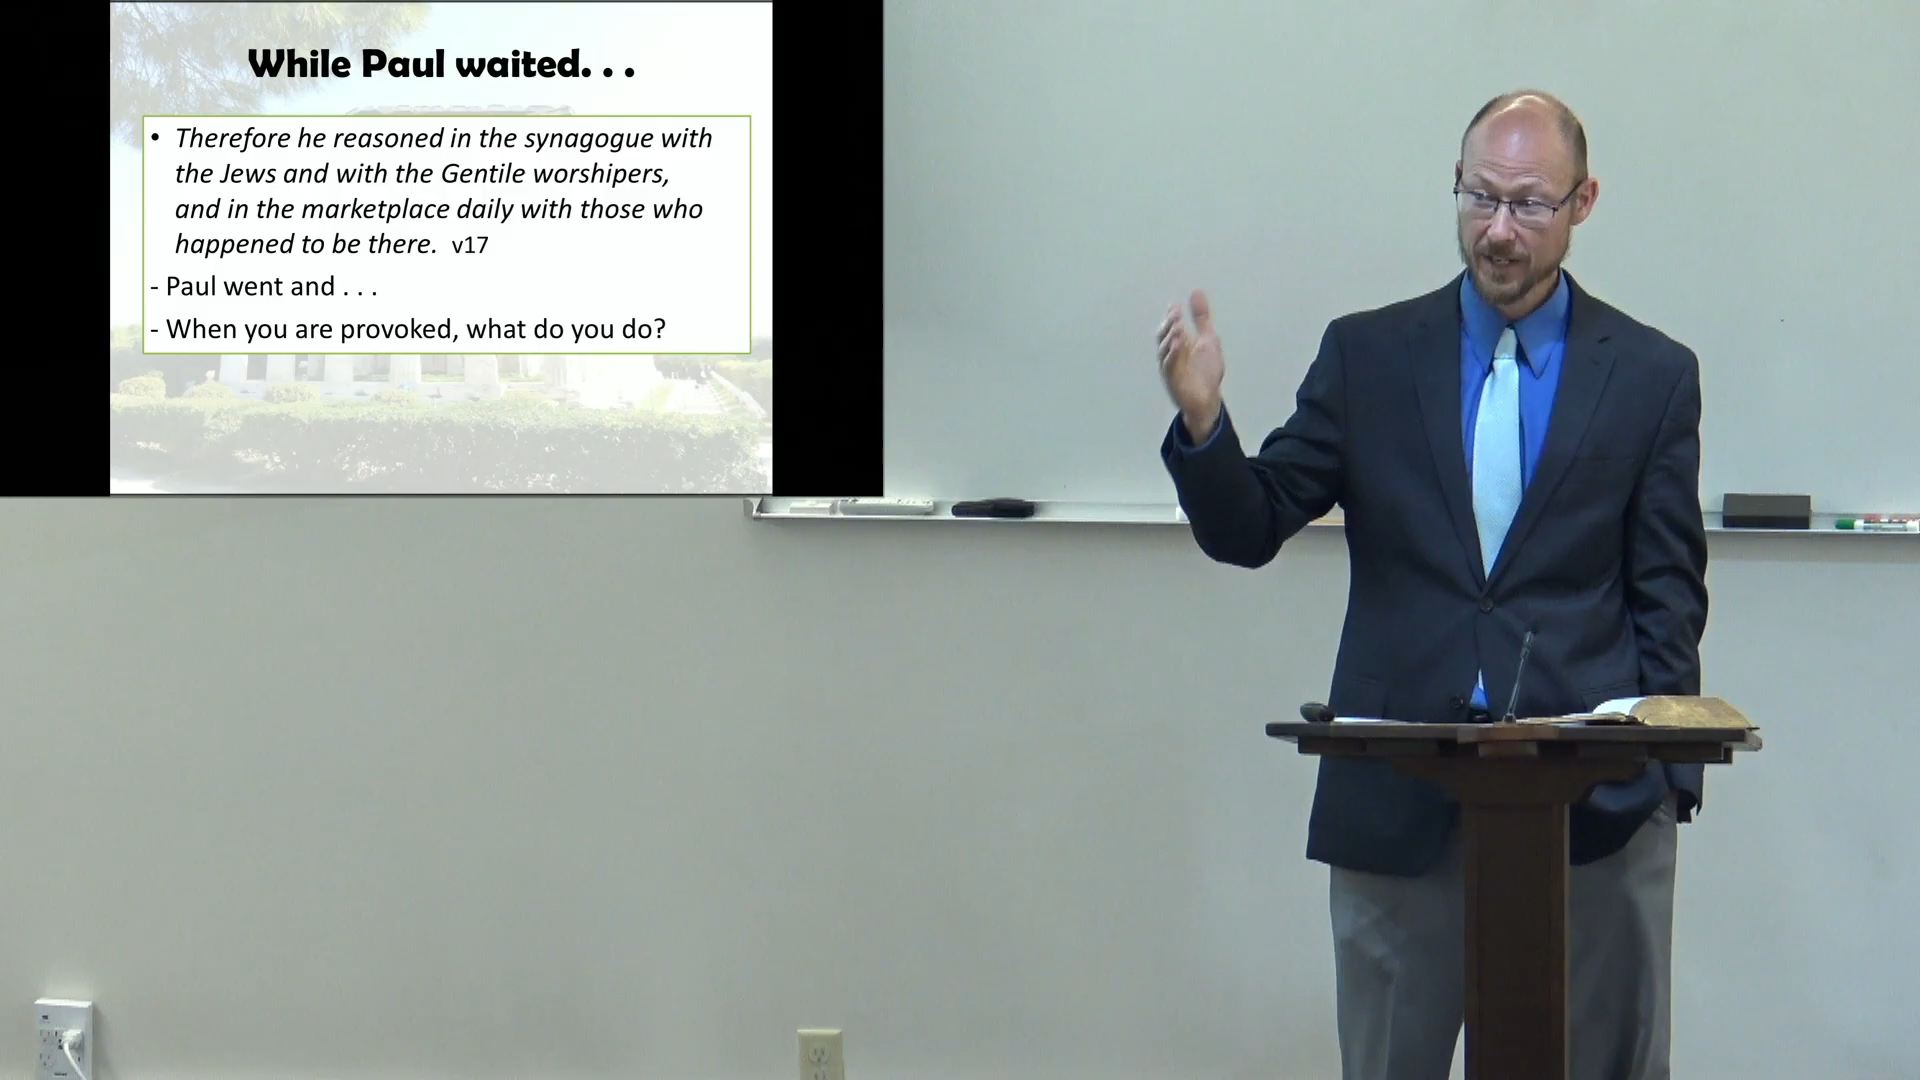 While Paul waited. . .
• Therefore he reasoned in the synagogue with
the Jews and with the Gentile worshipers,
and in the marketplace daily with those who
happened to be there. v17
- Paul went and . . .
- When you are provoked, what do you do?